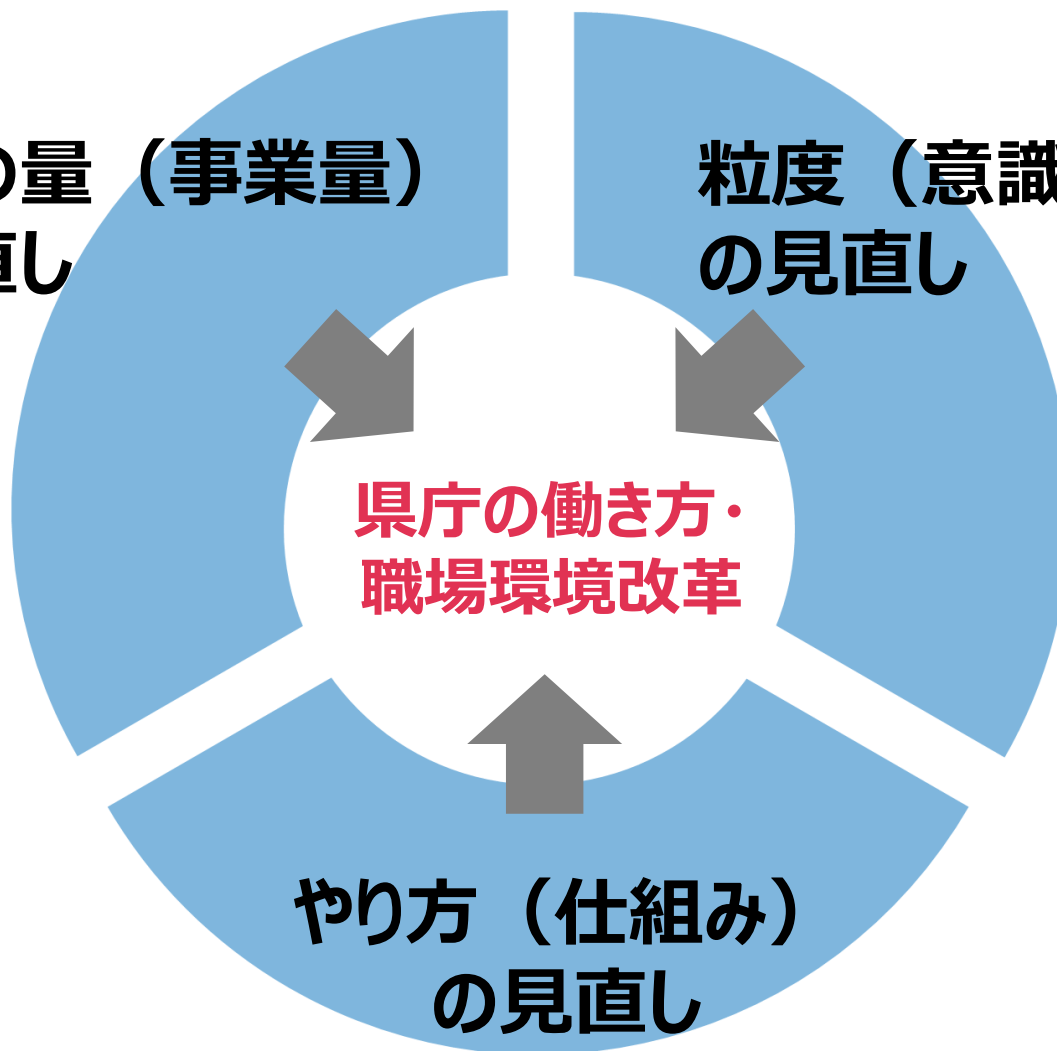 の量（事業量）
直し
粒度（意識
の見直し
県庁の働き方・
職場環境改革
やり方（仕組み）
の見直し